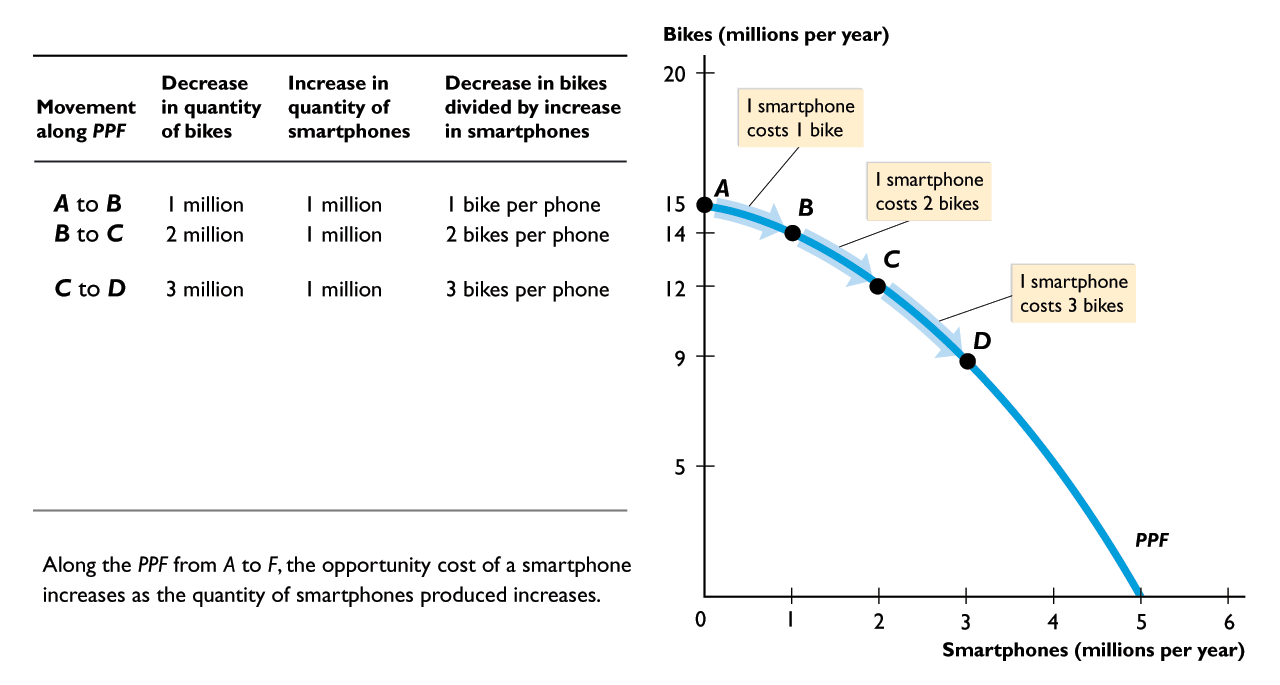 Movement
along PPF
Decrease
in quantity
of bikes
Increase in
quantity of
smartphones
Decrease in bikes
divided by increase
in smartphones
A to B 1 million 1 million 1 bike per phone
B to C 2 million 1 million 2 bikes per phone
C to D 3 million 1 million 3 bikes per phone
Along the PPF from A to F, the opportunity cost of a smartphone
increases as the quantity of smartphones produced increases.
Bikes (millions per year)
20
15
14
12
9
5
1 smartphone
costs 1 bike
1 smartphone
costs 2 bikes
1 smartphone
costs 3 bikes
A
B
C
D
PPF
0 1 2 3 4 5 6
Smartphones (millions per year)